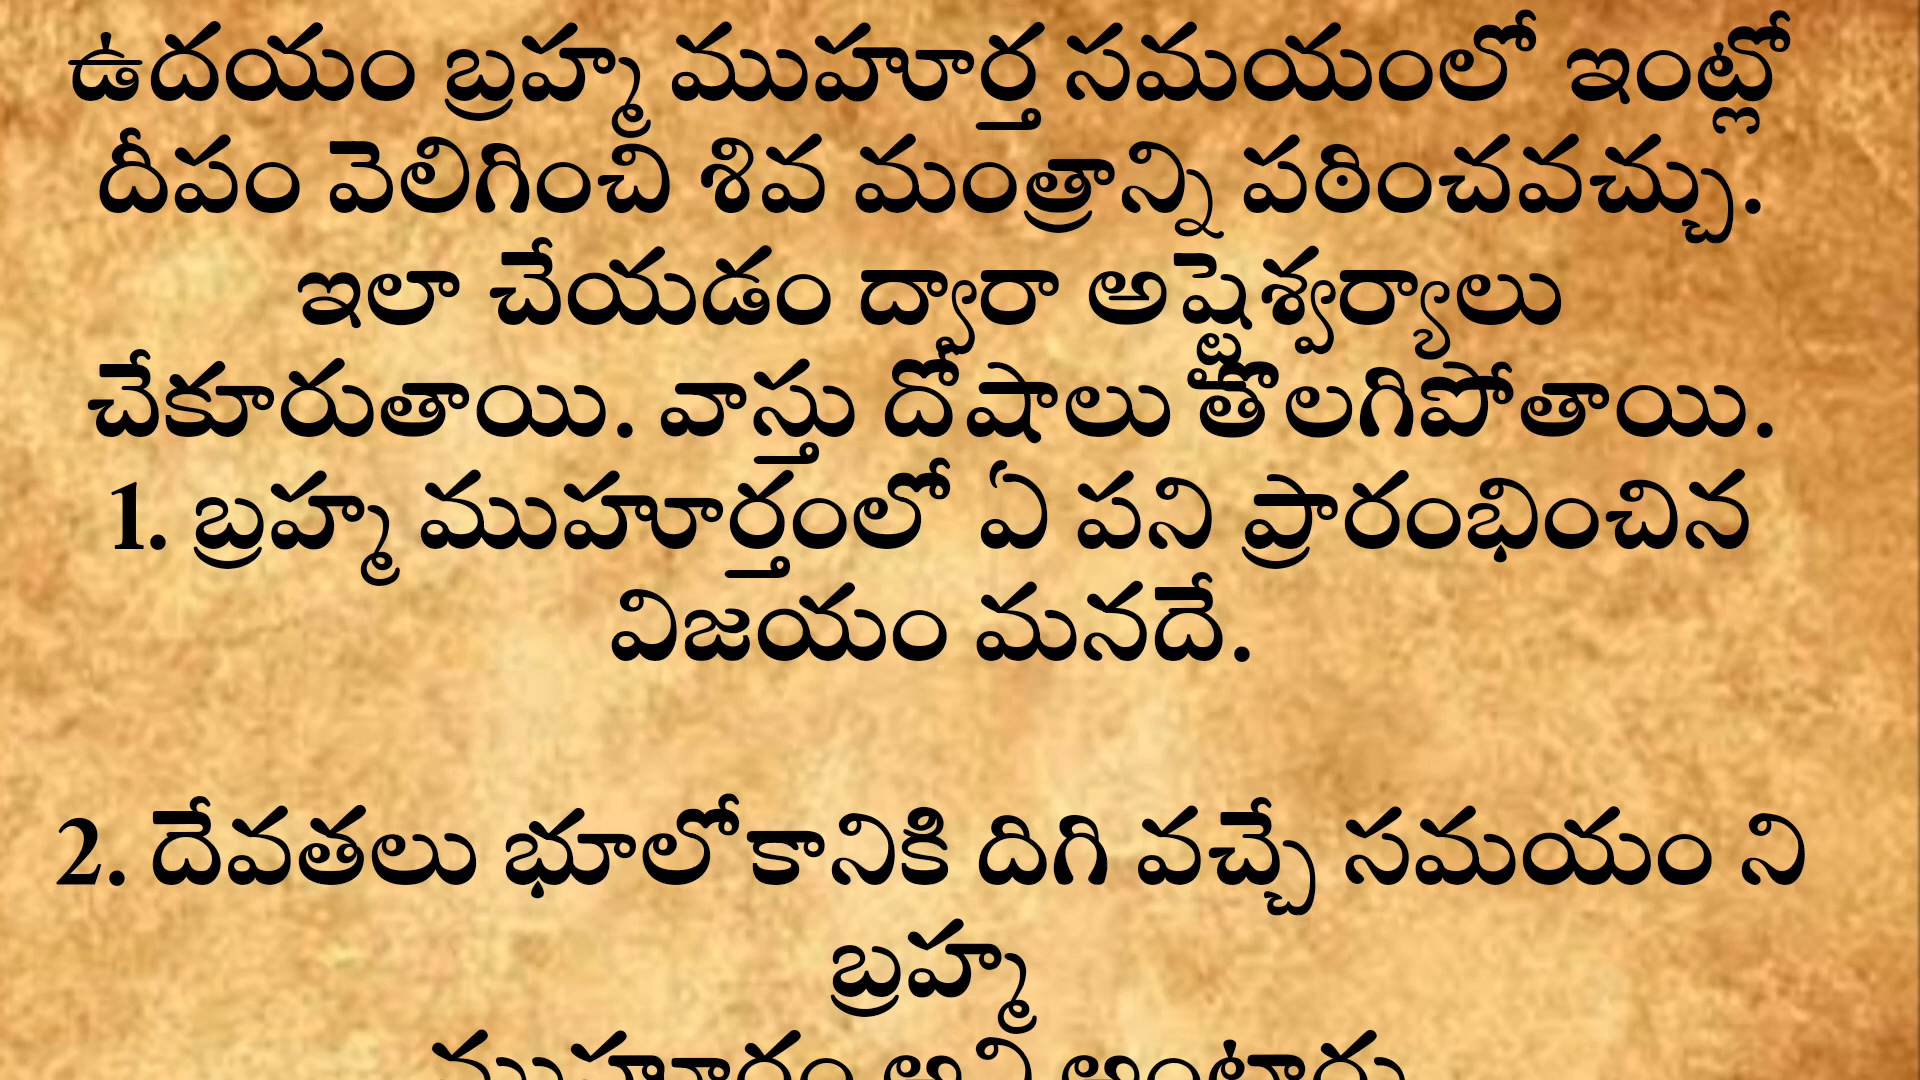 ఉదయం బ్రహ్మ ముహూర్త సమయంలో ఇంట్లో
దీపం వెలిగించి శివ మంత్రాన్ని పఠించవచ్చు.
ఇలా చేయడం ద్వారా అష్టైశ్వర్యాలు
చేకూరుతాయి. వాస్తు దోషాలు తొలగిపోతాయి.
1. బ్రహ్మ ముహూర్తంలో ఏ పని ప్రారంభించిన
విజయం మనదే.
2. దేవతలు భూలోకానికి దిగి వచ్చే సమయం ని
బ్రహ్మ